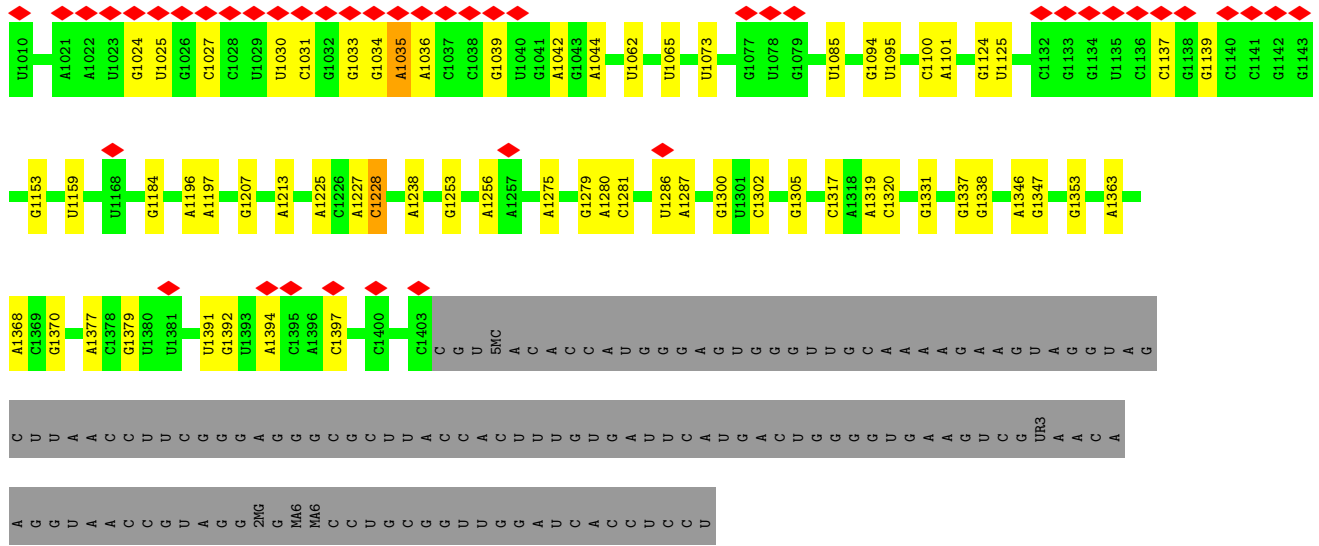 U1010 A1021 A1022 U1023 G1024 U1025 G1026 C1027 C1028 U1029 U1030 C1031 G1032 G1033 G1034 A1035 A1036 C1037 C1038 G1039 U1040 G1041 A1042 G1043 A1044 U1062 U1065 U1073 G1077 U1078 G1079 U1085 G1094 U1095 C1100 A1101 G1124 U1125 C1132 G1133 G1134 U1135 C1136 C1137 G1138 G1139 C1140 C1141 G1142 G1143
G1153 U1159 U1168 G1184 A1196 A1197 G1207 A1213 A1225 C1226 A1227 C1228 A1238 G1253 A1256 A1257 A1275 G1279 A1280 C1281 U1286 A1287 G1300 U1301 C1302 G1305 C1317 A1318 A1319 C1320 G1331 G1337 G1338 A1346 G1347 G1353 A1363
A1368 C1369 G1370 A1377 C1378 G1379 U1380 U1381 U1391 G1392 U1393 A1394 C1395 A1396 C1397 C1400 C1403 C G U 5MC A C A C C A U G G G A G U G G G U U G C A A A A G A A G U A G G U A G
C U U A A C C U U C G G G A G G G C G C U U A C C A C U U U G U G A U U C A U G A C U G G G G U G A A G U C G UR3 A A C A
A G G U A A C C G U A G G 2MG G MA6 MA6 C C U G C G G U U G G A U C A C C U C C U